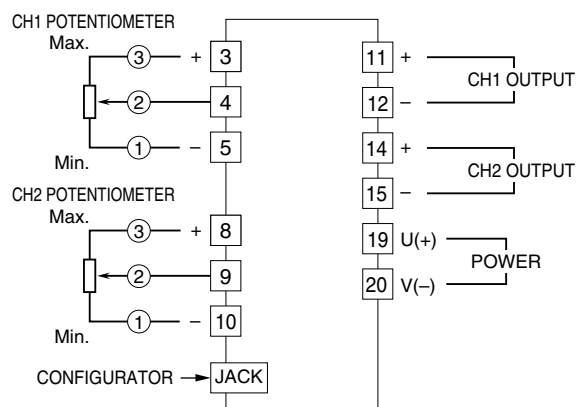 CH1 POTENTIOMETER
Max.
3 + 3
2 4
1 − 5
Min.
CH2 POTENTIOMETER
Max.
3 + 8
2 9
1 − 10
Min.
CONFIGURATOR JACK
11 +
CH1 OUTPUT
12 −
14 +
CH2 OUTPUT
15 −
19 U(+)
POWER
20 V(−)